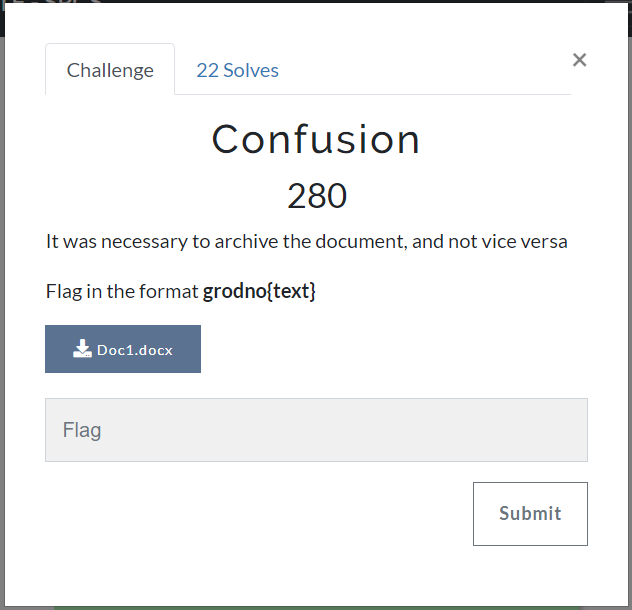 Challenge
22 Solves
×
Confusion
280
It was necessary to archive the document, and not vice versa
Flag in the format grodno{text}
Doc1.docx
Flag
Submit